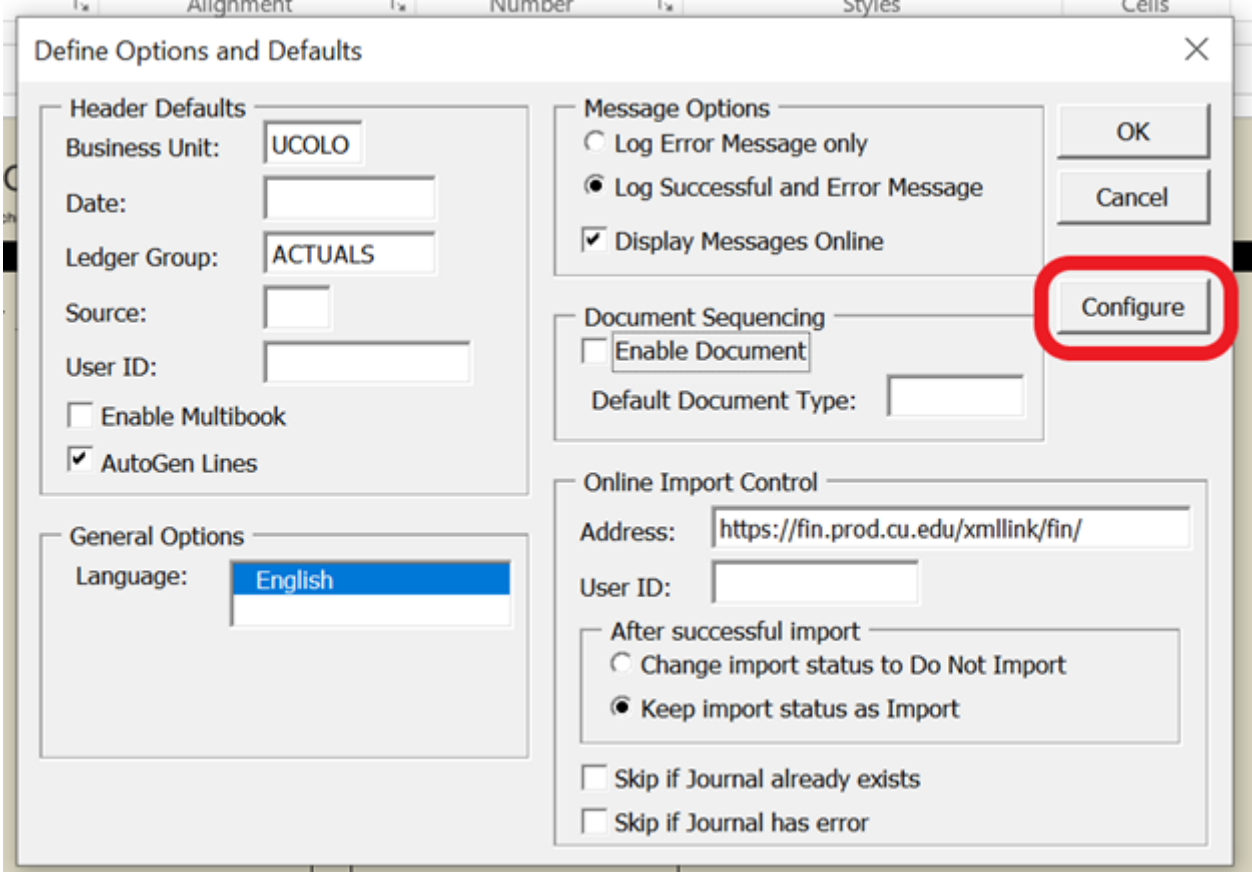 Alignment Number Styles Cells
Define Options and Defaults
Header Defaults
Business Unit: UCOLO
Date:
Ledger Group: ACTUALS
Source:
User ID:
Enable Multibook
AutoGen Lines
General Options
Language: English
Message Options
Log Error Message only
Log Successful and Error Message
Display Messages Online
Document Sequencing
Enable Document
Default Document Type:
Online Import Control
Address: https://fin.prod.cu.edu/xmllink/fin/
User ID:
After successful import
Change import status to Do Not Import
Keep import status as Import
Skip if Journal already exists
Skip if Journal has error
OK
Cancel
Configure